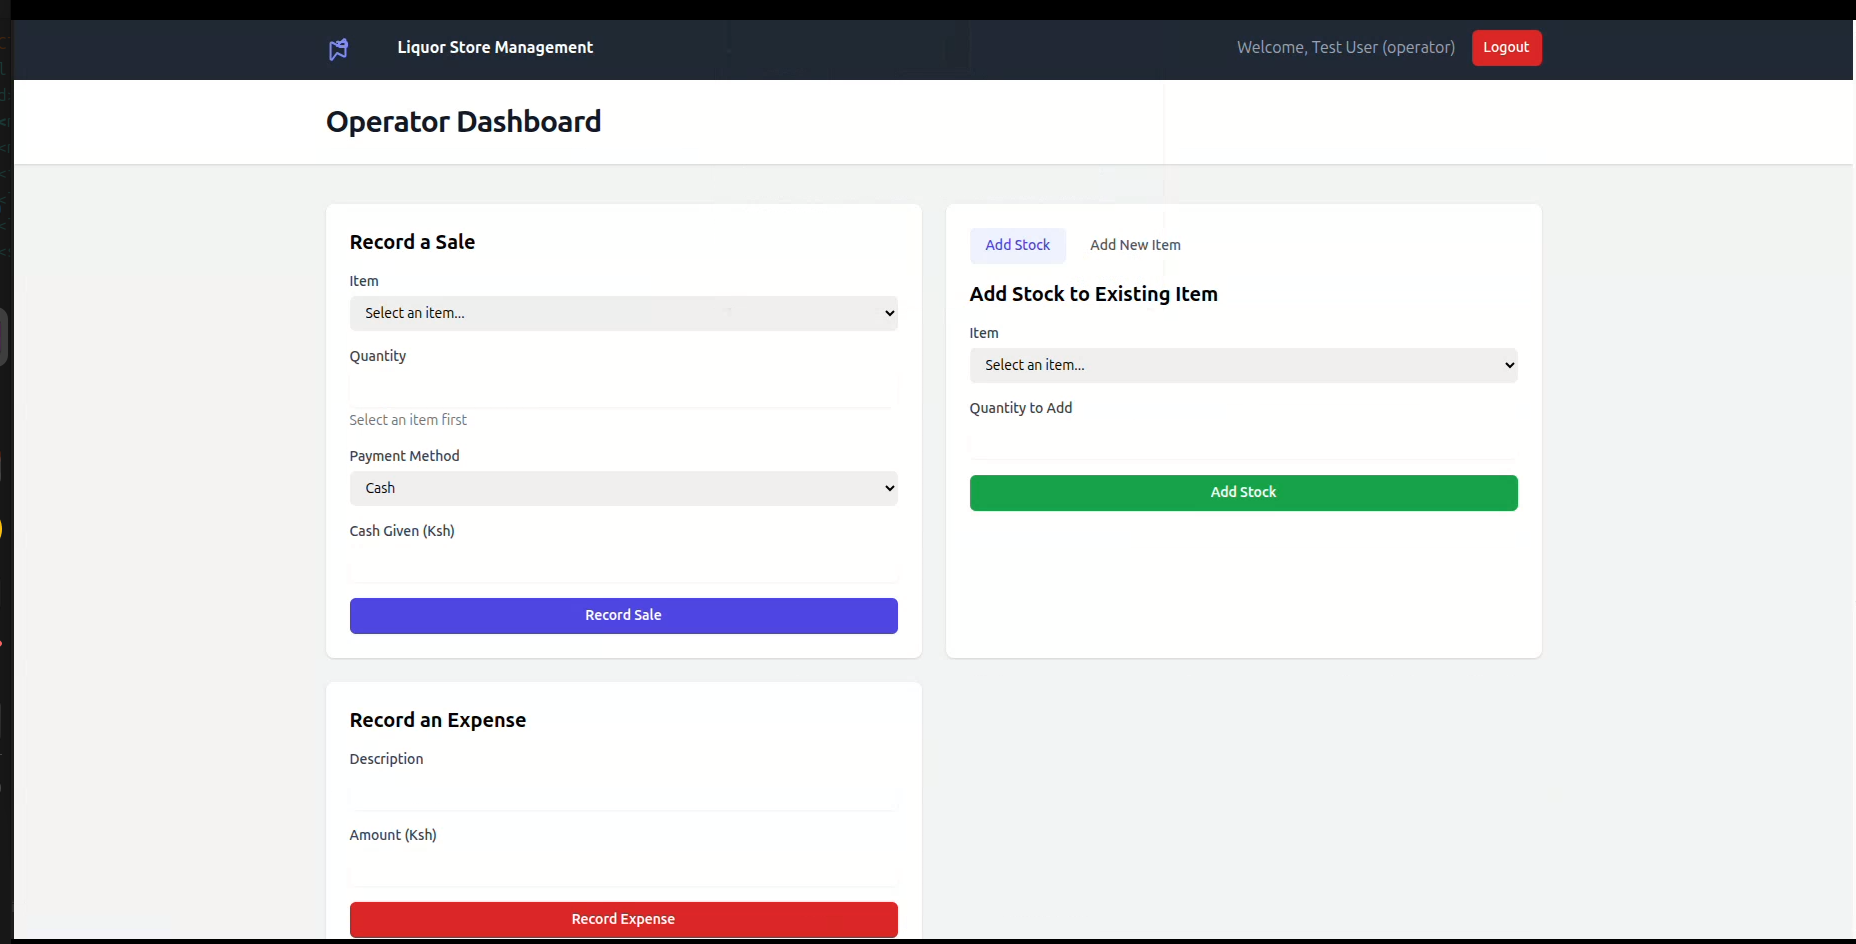 Liquor Store Management
Welcome, Test User (operator)
Logout
Operator Dashboard
Record a Sale
Item
Select an item...
Quantity
Select an item first
Payment Method
Cash
Cash Given (Ksh)
Record Sale
Add Stock
Add New Item
Add Stock to Existing Item
Item
Select an item...
Quantity to Add
Add Stock
Record an Expense
Description
Amount (Ksh)
Record Expense